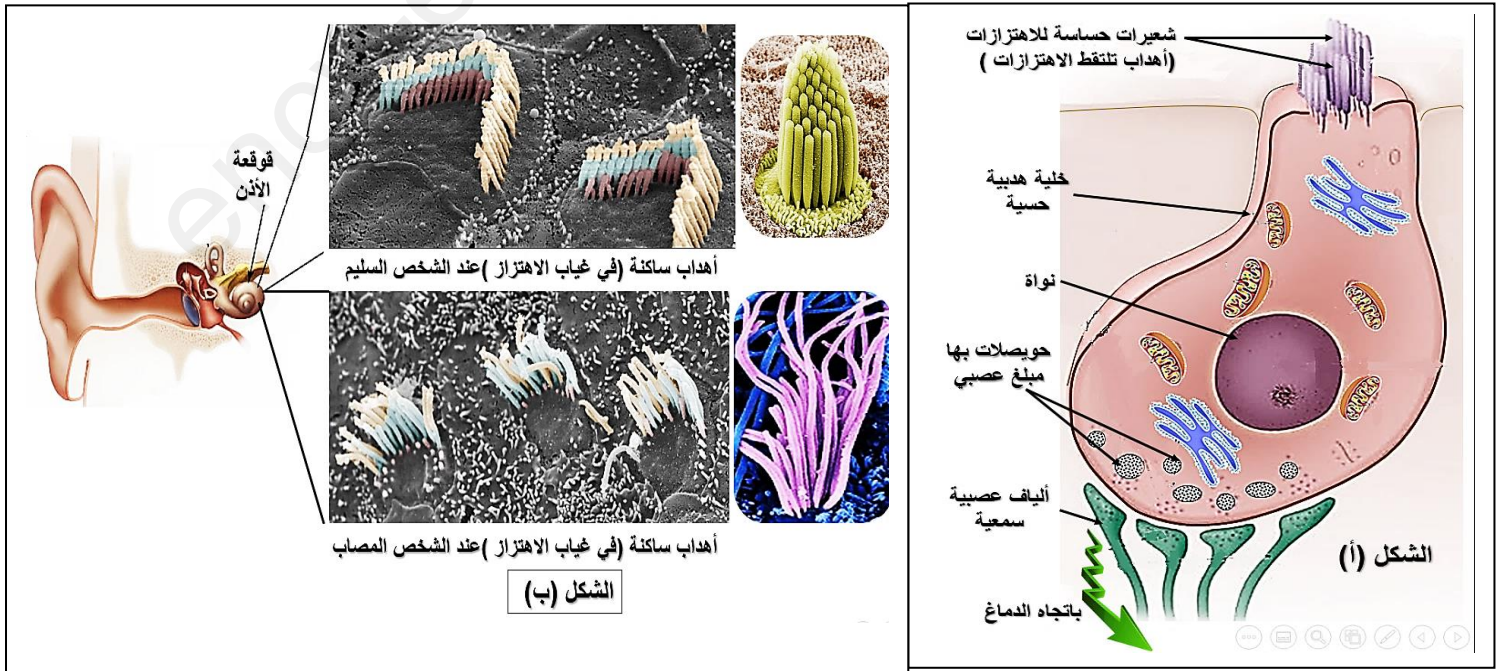 شعيرات حساسة للاهتزازات
(أهداب تلتقط الاهتزازات )
خلية هدبية
حسية
نواة
حويصلات بها
مبلغ عصبي
ألياف عصبية
سمعية
باتجاه الدماغ
الشكل (أ)
قوقعة
الأذن
أهداب ساكنة (في غياب الاهتزاز )عند الشخص السليم
أهداب ساكنة (في غياب الاهتزاز )عند الشخص المصاب
الشكل (ب)